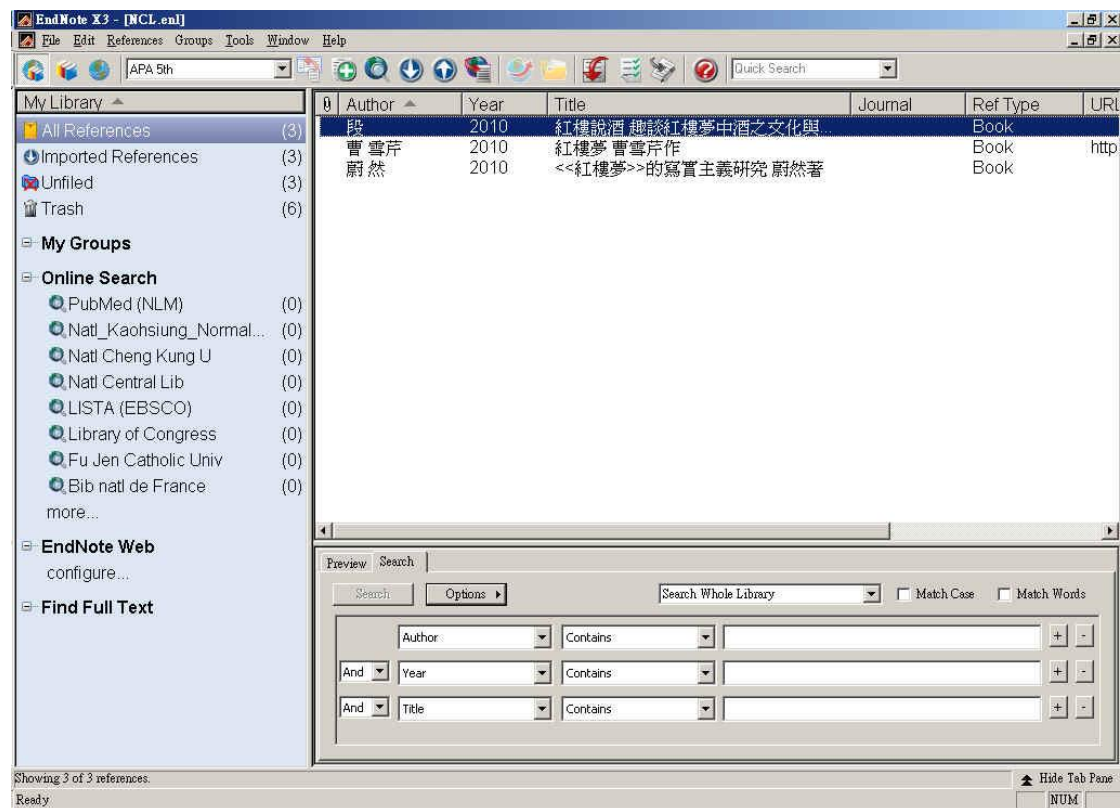 EndNote X3 - [NCL.enl]
File Edit References Groups Tools Window Help
APA 5th
Quick Search
My Library
All References (3)
Imported References (3)
Unfiled (3)
Trash (6)
My Groups
Online Search
PubMed (NLM) (0)
Natl_Kaohsiung_Normal... (0)
Natl Cheng Kung U (0)
Natl Central Lib (0)
LISTA (EBSCO) (0)
Library of Congress (0)
Fu Jen Catholic Univ (0)
Bib natl de France (0)
more...
EndNote Web
configure...
Find Full Text
Author Year Title Journal Ref Type URL
段 2010 紅樓說酒 趣談紅樓夢中酒之文化與... Book
曹 雪芹 2010 紅樓夢 曹雪芹作 Book http
蔚 然 2010 <<紅樓夢>>的寫實主義研究 蔚然著 Book
Preview Search
Search Options Search Whole Library Match Case Match Words
Author Contains + -
And Year Contains + -
And Title Contains + -
Showing 3 of 3 references.
Hide Tab Pane
Ready
NUM